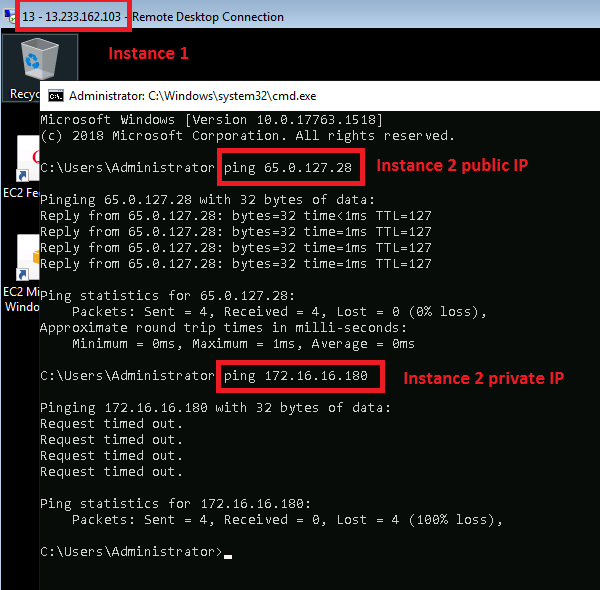 13 - 13.233.162.103 - Remote Desktop Connection
Instance 1
Recyc
Administrator: C:\Windows\system32\cmd.exe
Microsoft Windows [Version 10.0.17763.1518]
(c) 2018 Microsoft Corporation. All rights reserved.
C:\Users\Administrator ping 65.0.127.28
Instance 2 public IP
EC2 Fe
Pinging 65.0.127.28 with 32 bytes of data:
Reply from 65.0.127.28: bytes=32 time<1ms TTL=127
Reply from 65.0.127.28: bytes=32 time=1ms TTL=127
Reply from 65.0.127.28: bytes=32 time=1ms TTL=127
Reply from 65.0.127.28: bytes=32 time=1ms TTL=127
EC2 Mi
Windo
Ping statistics for 65.0.127.28:
Packets: Sent = 4, Received = 4, Lost = 0 (0% loss),
Approximate round trip times in milli-seconds:
Minimum = 0ms, Maximum = 1ms, Average = 0ms
C:\Users\Administrator ping 172.16.16.180
Instance 2 private IP
Pinging 172.16.16.180 with 32 bytes of data:
Request timed out.
Request timed out.
Request timed out.
Request timed out.
Ping statistics for 172.16.16.180:
Packets: Sent = 4, Received = 0, Lost = 4 (100% loss),
C:\Users\Administrator>